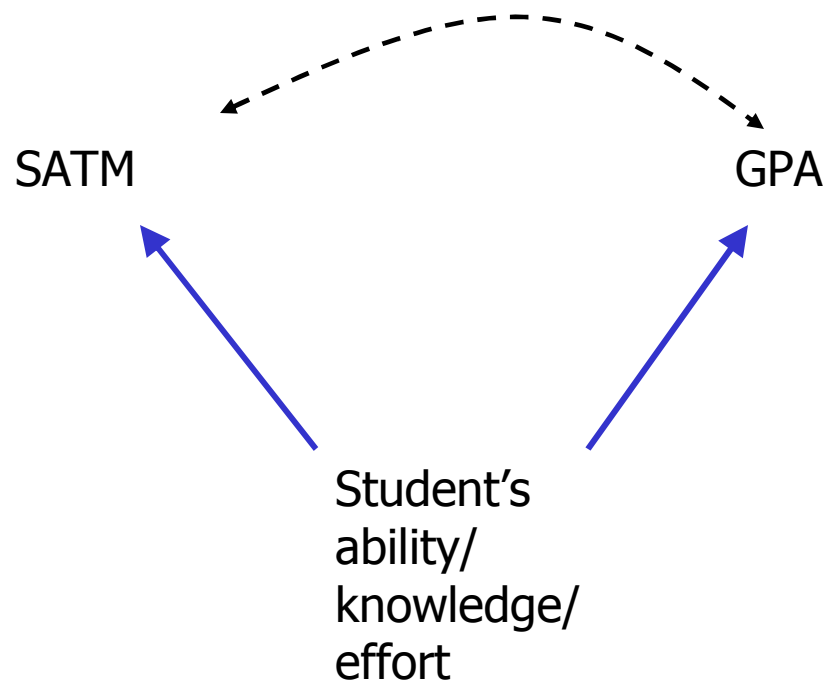 SATM
GPA
Student’s
ability/
knowledge/
effort